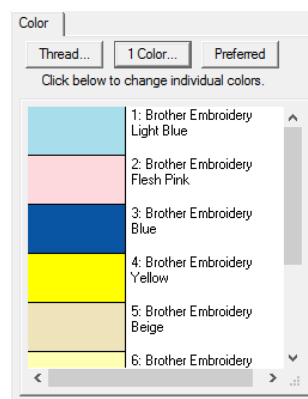 Color
Thread... 1 Color... Preferred
Click below to change individual colors.
1: Brother Embroidery
Light Blue
2: Brother Embroidery
Flesh Pink
3: Brother Embroidery
Blue
4: Brother Embroidery
Yellow
5: Brother Embroidery
Beige
6: Brother Embroidery